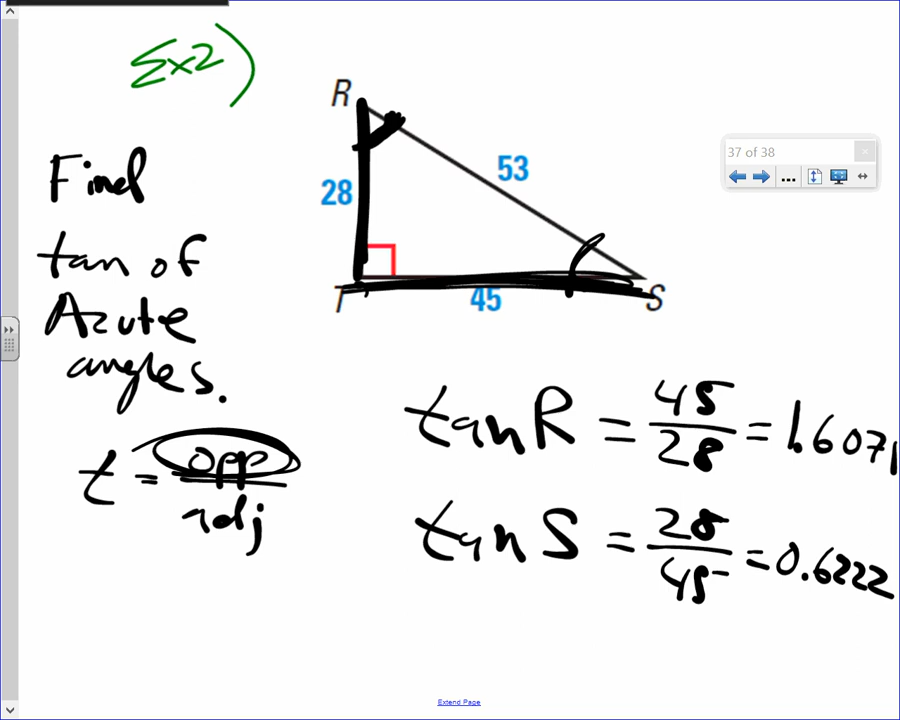 Ex2)
37 of 38
Find
tan of
Azute
angles.
t = opp
adj
R
53
28
T
45
S
tanR = 45/28 = 1.6071
tanS = 28/45 = 0.6222
Extend Page